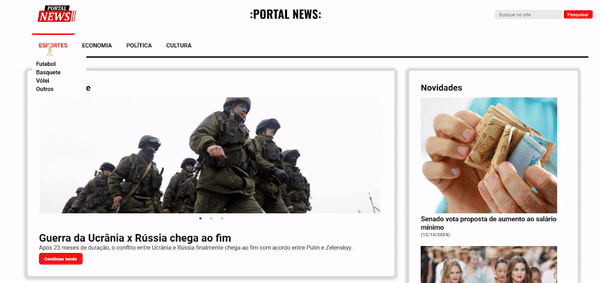 PORTAL
NEWS
:PORTAL NEWS:
Busque no site
Pesquisar
ESPORTES
ECONOMIA
POLÍTICA
CULTURA
Futebol
Basquete
Vôlei
Outros
e
Guerra da Ucrânia x Rússia chega ao fim
Após 23 meses de duração, o conflito entre Ucrânia e Rússia finalmente chega ao fim com acordo entre Putin e Zelenskyy.
Continue lendo
Novidades
Senado vota proposta de aumento ao salário
mínimo
(12/10/2024)